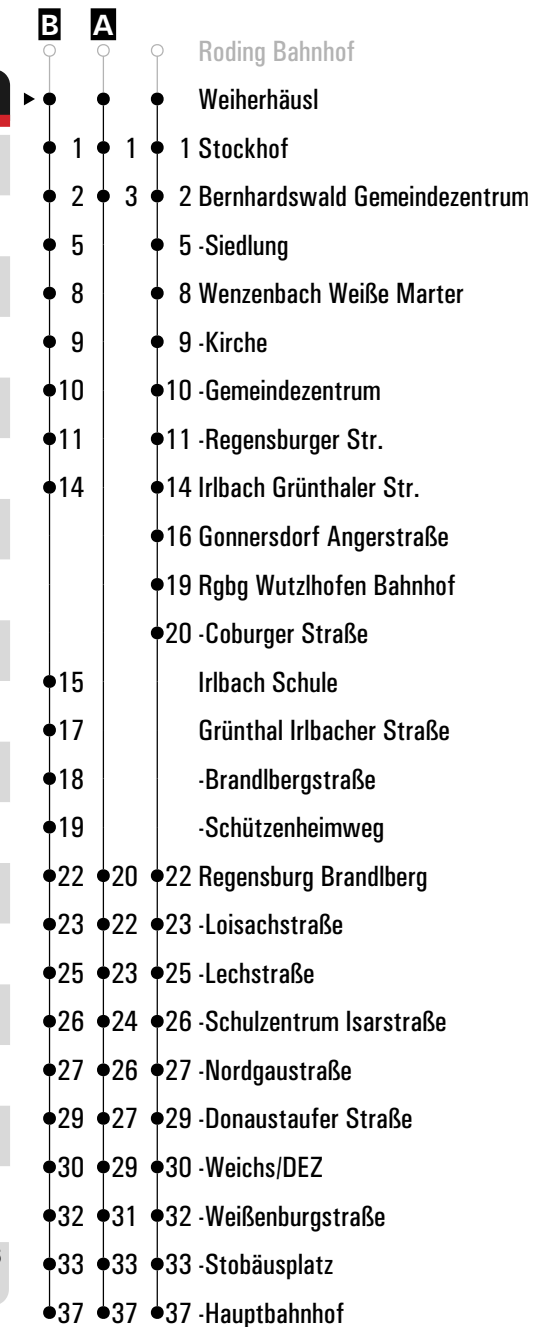 B A
Roding Bahnhof
Weiherhäusl
1 1 1 Stockhof
2 3 2 Bernhardswald Gemeindezentrum
5 5 -Siedlung
8 8 Wenzenbach Weiße Marter
9 9 -Kirche
10 10 -Gemeindezentrum
11 11 -Regensburger Str.
14 14 Irlbach Grünthaler Str.
16 Gonnersdorf Angerstraße
19 Rgbg Wutzlhofen Bahnhof
20 -Coburger Straße
15 Irlbach Schule
17 Grünthal Irlbacher Straße
18 -Brandlbergstraße
19 -Schützenheimweg
22 20 22 Regensburg Brandlberg
23 22 23 -Loisachstraße
25 23 25 -Lechstraße
26 24 26 -Schulzentrum Isarstraße
27 26 27 -Nordgaustraße
29 27 29 -Donaustaufer Straße
30 29 30 -Weichs/DEZ
32 31 32 -Weißenburgstraße
33 33 33 -Stobäusplatz
37 37 37 -Hauptbahnhof